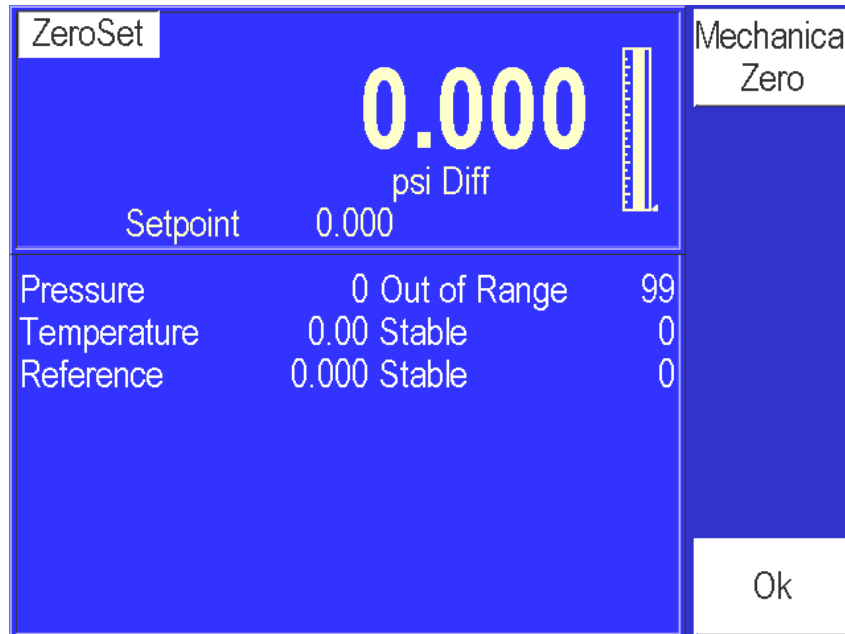 ZeroSet
0.000
psi Diff
Setpoint 0.000
Pressure 0 Out of Range 99
Temperature 0.00 Stable 0
Reference 0.000 Stable 0
Mechanica
Zero
Ok